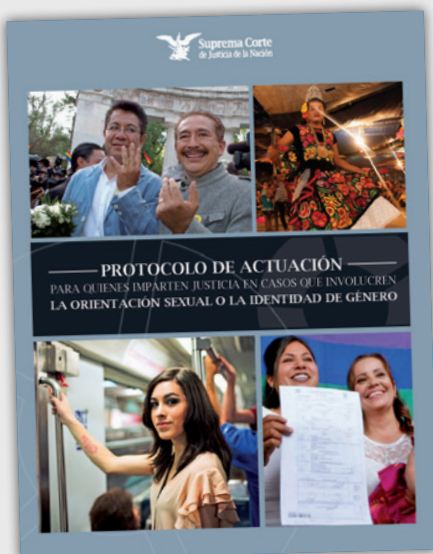 Suprema Corte
de Justicia de la Nación
PROTOCOLO DE ACTUACIÓN
PARA QUIENES IMPARTEN JUSTICIA EN CASOS QUE INVOLUCREN
LA ORIENTACIÓN SEXUAL O LA IDENTIDAD DE GÉNERO